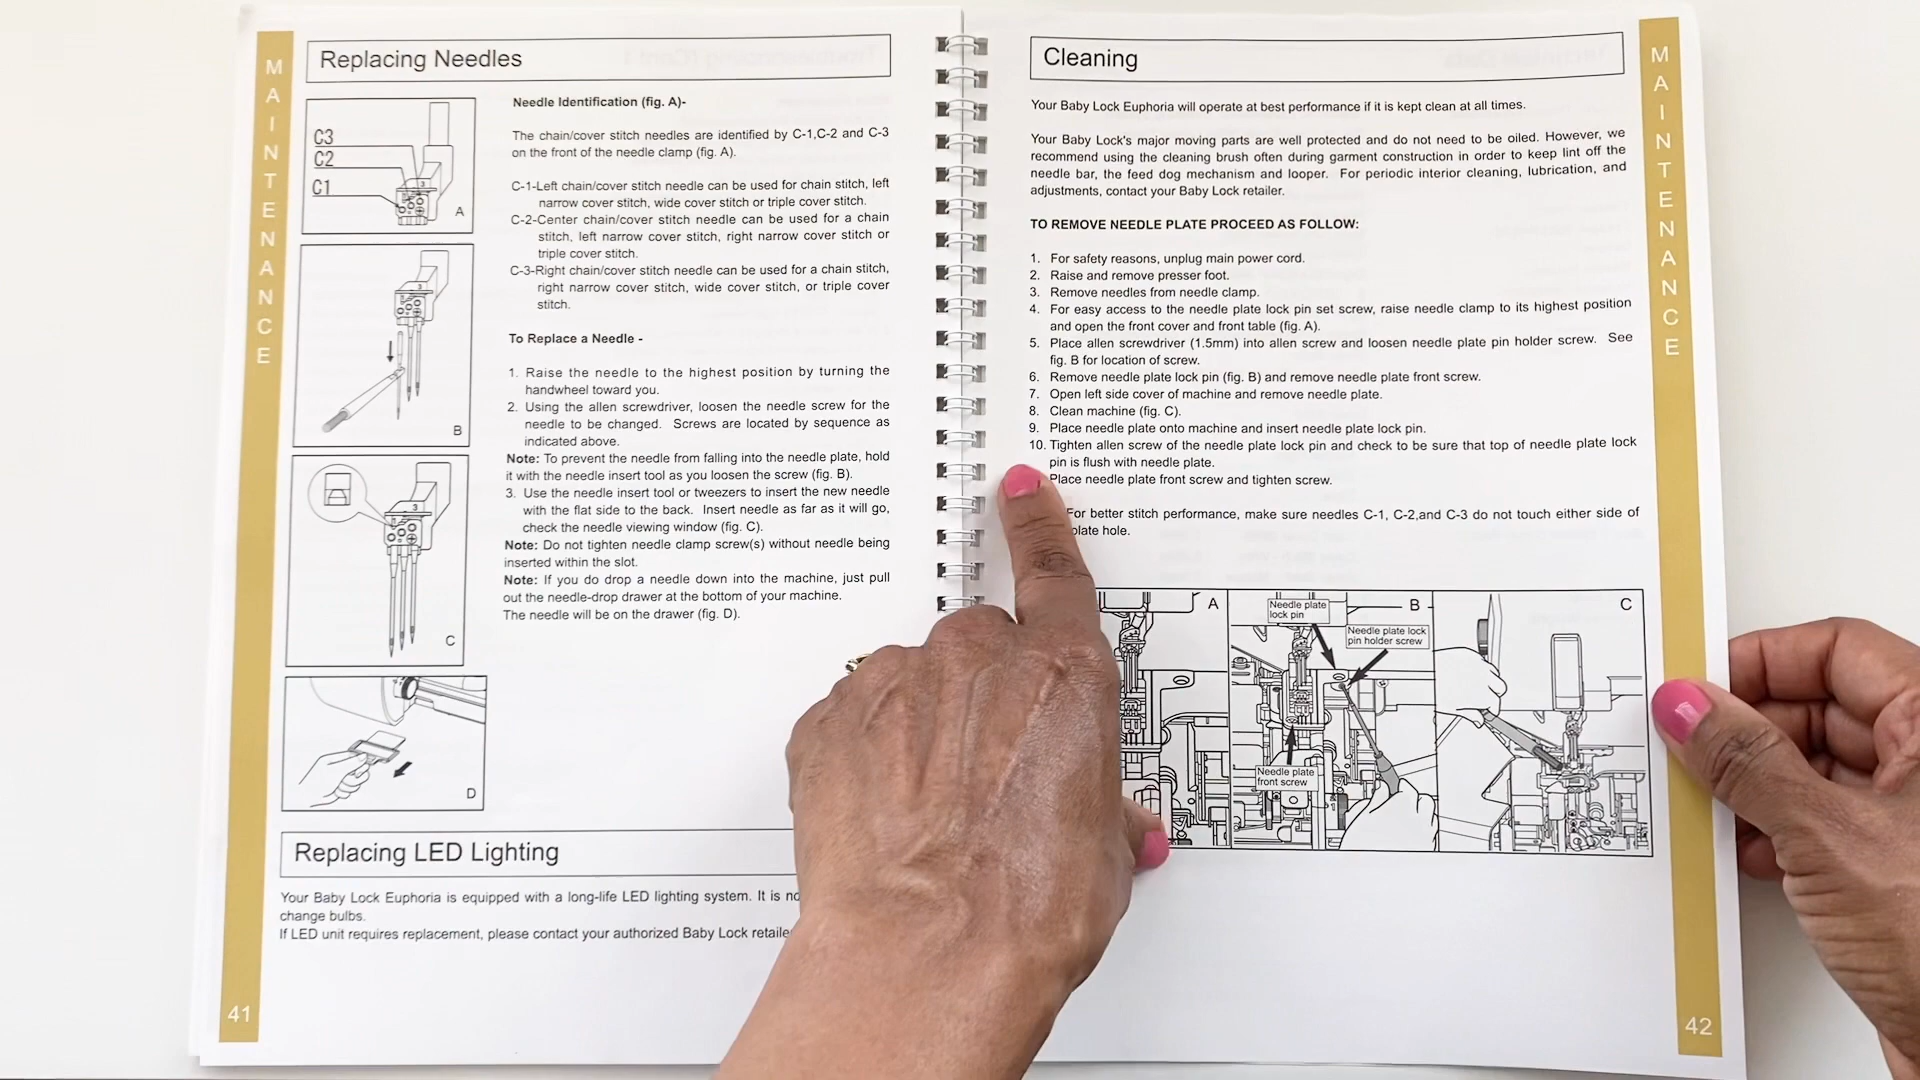 MAINTENANCE
Replacing Needles
C3
C2
C1
A
B
C
D
Needle Identification (fig. A)-
The chain/cover stitch needles are identified by C-1,C-2 and C-3
on the front of the needle clamp (fig. A).
C-1-Left chain/cover stitch needle can be used for chain stitch, left
narrow cover stitch, wide cover stitch or triple cover stitch.
C-2-Center chain/cover stitch needle can be used for a chain
stitch, left narrow cover stitch, right narrow cover stitch or
triple cover stitch.
C-3-Right chain/cover stitch needle can be used for a chain stitch,
right narrow cover stitch, wide cover stitch, or triple cover
stitch.
To Replace a Needle -
1. Raise the needle to the highest position by turning the
handwheel toward you.
2. Using the allen screwdriver, loosen the needle screw for the
needle to be changed. Screws are located by sequence as
indicated above.
Note: To prevent the needle from falling into the needle plate, hold
it with the needle insert tool as you loosen the screw (fig. B).
3. Use the needle insert tool or tweezers to insert the new needle
with the flat side to the back. Insert needle as far as it will go,
check the needle viewing window (fig. C).
Note: Do not tighten needle clamp screw(s) without needle being
inserted within the slot.
Note: If you do drop a needle down into the machine, just pull
out the needle-drop drawer at the bottom of your machine.
The needle will be on the drawer (fig. D).
Replacing LED Lighting
Your Baby Lock Euphoria is equipped with a long-life LED lighting system. It is
change bulbs.
If LED unit requires replacement, please contact your authorized Baby Lock
41
Cleaning
MAINTENANCE
Your Baby Lock Euphoria will operate at best performance if it is kept clean at all times.
Your Baby Lock's major moving parts are well protected and do not need to be oiled. However, we
recommend using the cleaning brush often during garment construction in order to keep lint off the
needle bar, the feed dog mechanism and looper. For periodic interior cleaning, lubrication, and
adjustments, contact your Baby Lock retailer.
TO REMOVE NEEDLE PLATE PROCEED AS FOLLOW:
1. For safety reasons, unplug main power cord.
2. Raise and remove presser foot.
3. Remove needles from needle clamp.
4. For easy access to the needle plate lock pin set screw, raise needle clamp to its highest position
and open the front cover and front table (fig. A).
5. Place allen screwdriver (1.5mm) into allen screw and loosen needle plate pin holder screw. See
fig. B for location of screw.
6. Remove needle plate lock pin (fig. B) and remove needle plate front screw.
7. Open left side cover of machine and remove needle plate.
8. Clean machine (fig. C).
9. Place needle plate onto machine and insert needle plate lock pin.
10. Tighten allen screw of the needle plate lock pin and check to be sure that top of needle plate lock
pin is flush with needle plate.
Place needle plate front screw and tighten screw.
For better stitch performance, make sure needles C-1, C-2,and C-3 do not touch either side of
plate hole.
A
Needle plate
lock pin
B
Needle plate lock
pin holder screw
Needle plate
front screw
C
42